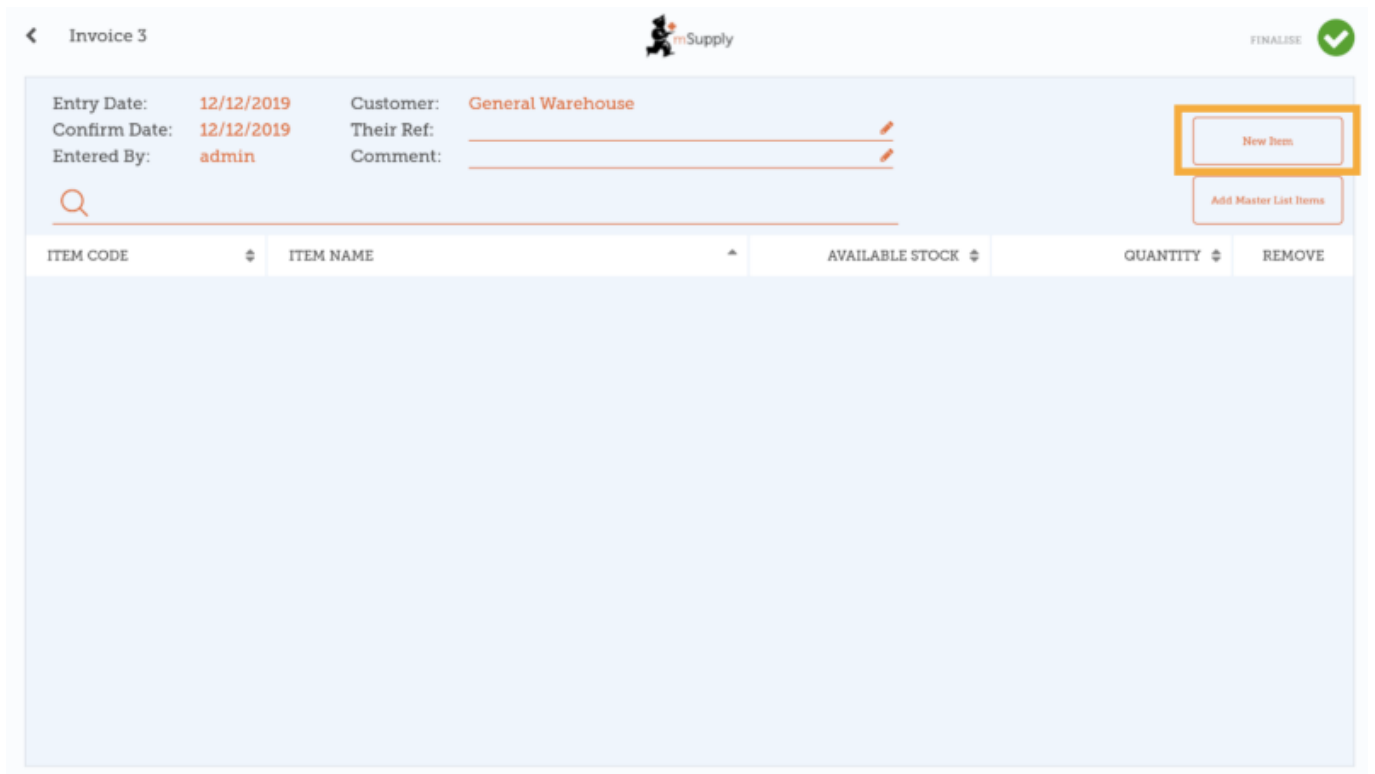 Invoice 3
mSupply
FINALISE
Entry Date: 12/12/2019 Customer: General Warehouse
Confirm Date: 12/12/2019 Their Ref:
Entered By: admin Comment:
New Item
Add Master List Items
ITEM CODE ITEM NAME AVAILABLE STOCK QUANTITY REMOVE